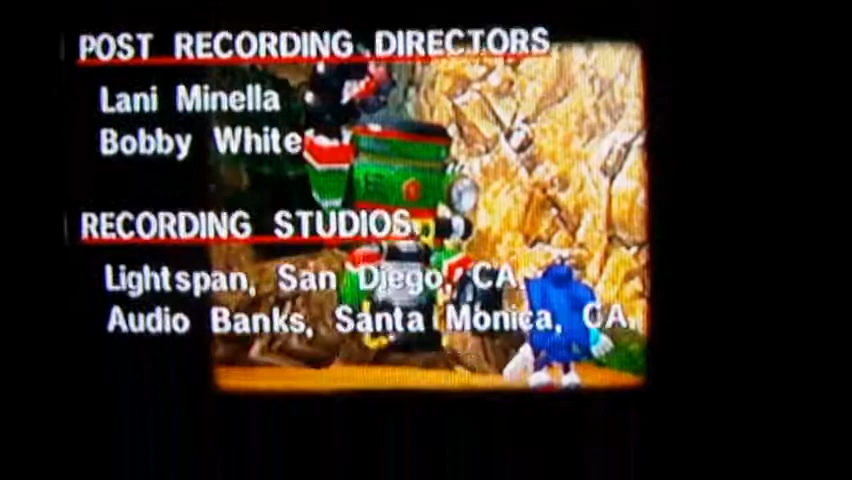 POST RECORDING DIRECTORS
Lani Minella
Bobby White
RECORDING STUDIOS
Lightspan, San Diego, CA.
Audio Banks, Santa Monica, CA.